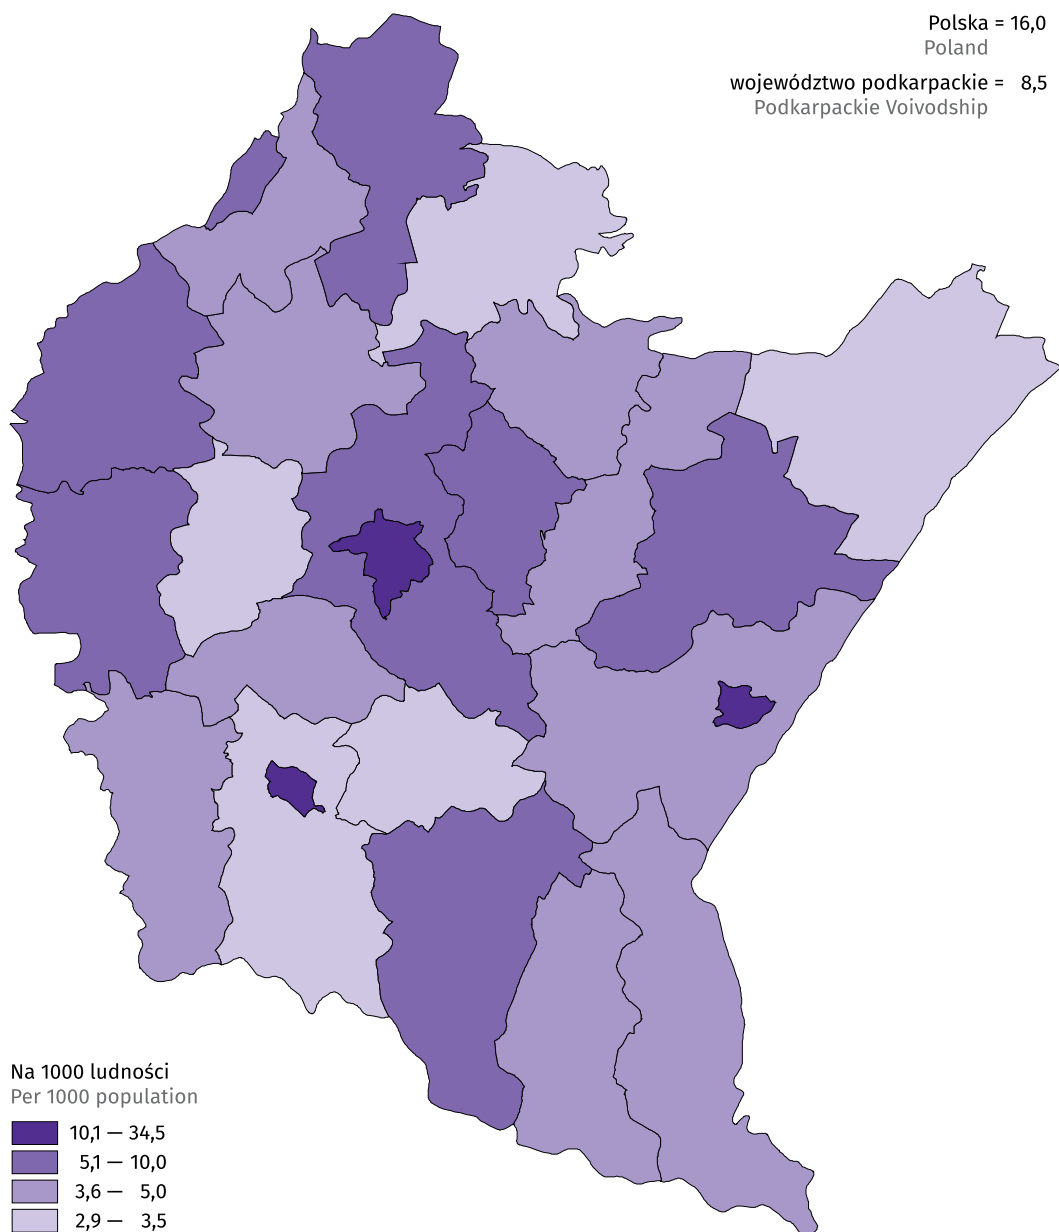 Polska = 16,0
Poland
województwo podkarpackie = 8,5
Podkarpackie Voivodship
Na 1000 ludności
Per 1000 population
10,1 — 34,5
5,1 — 10,0
3,6 — 5,0
2,9 — 3,5